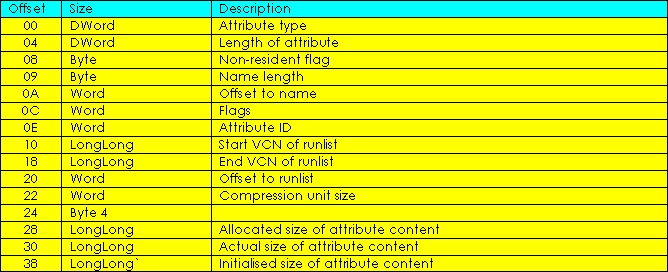 Offset Size Description
00 DWord Attribute type
04 DWord Length of attribute
08 Byte Non-resident flag
09 Byte Name length
0A Word Offset to name
0C Word Flags
0E Word Attribute ID
10 LongLong Start VCN of runlist
18 LongLong End VCN of runlist
20 Word Offset to runlist
22 Word Compression unit size
24 Byte 4
28 LongLong Allocated size of attribute content
30 LongLong Actual size of attribute content
38 LongLong` Initialised size of attribute content